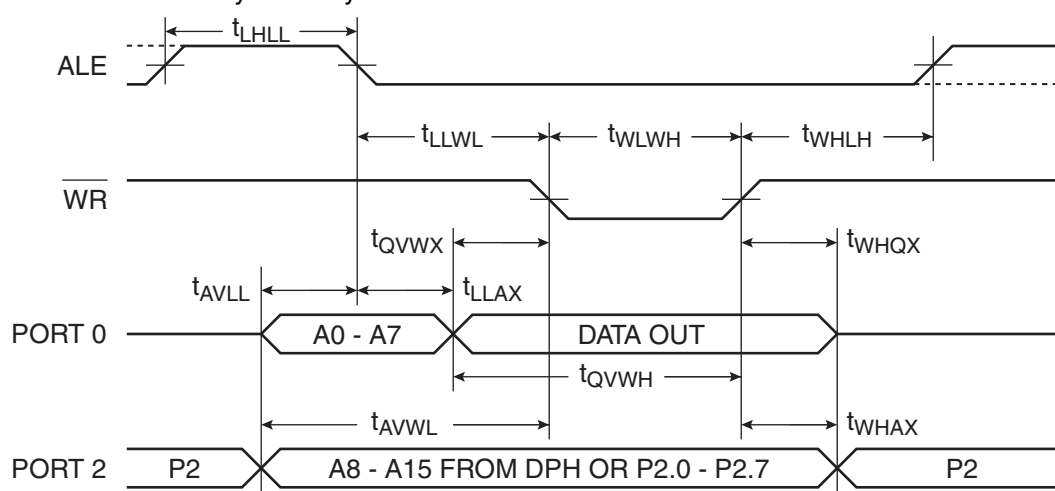 tLHLL
ALE
tLLWL tWLWH tWHLH
WR
tQVWX tWHQX
tAVLL tLLAX
PORT 0 A0 - A7 DATA OUT
tQVWH
tAVWL tWHAX
PORT 2 P2 A8 - A15 FROM DPH OR P2.0 - P2.7 P2